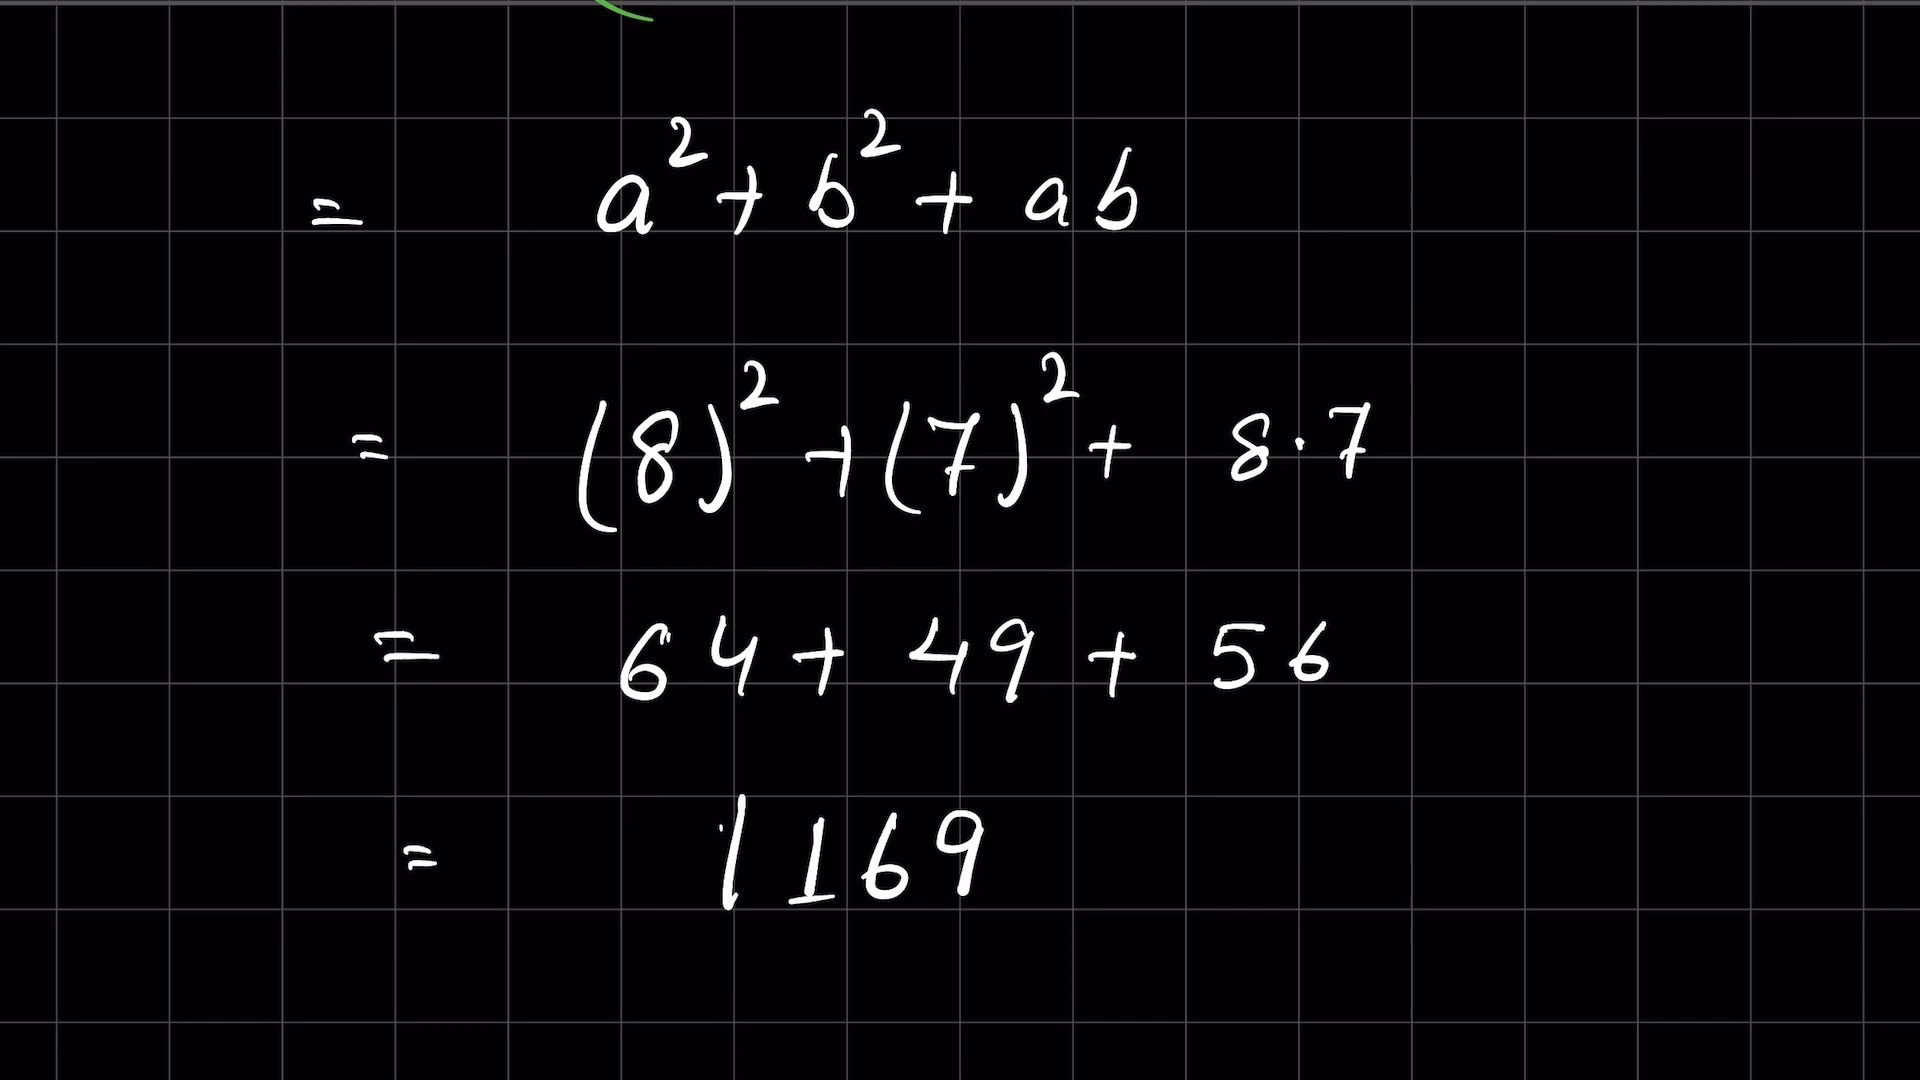 = a² + b² + ab
= (8)² + (7)² + 8·7
= 64 + 49 + 56
= 1169